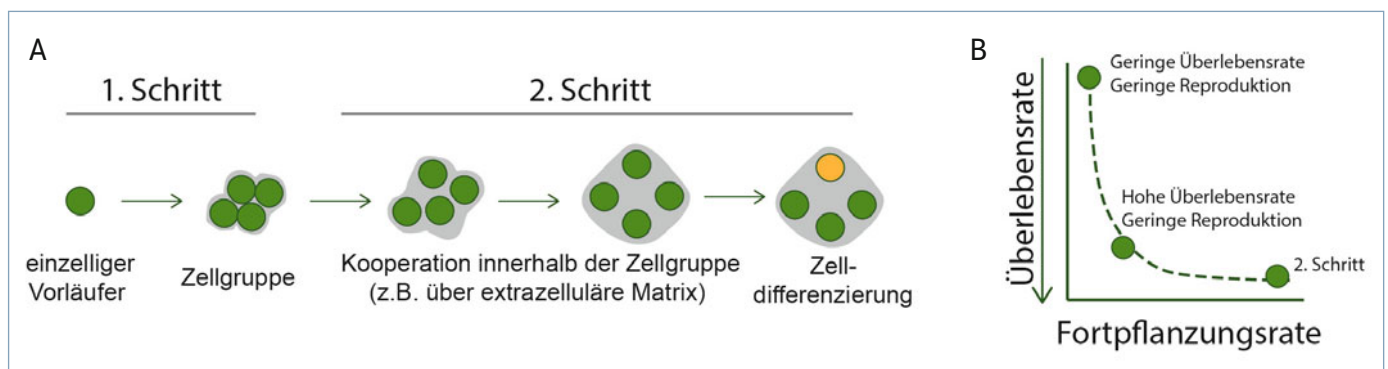 A
1. Schritt
2. Schritt
einzelliger
Vorläufer
Zellgruppe
Kooperation innerhalb der Zellgruppe
(z.B. über extrazelluläre Matrix)
Zell-
differenzierung
B
Überlebensrate
Geringe Überlebensrate
Geringe Reproduktion
Hohe Überlebensrate
Geringe Reproduktion
2. Schritt
Fortpflanzungsrate